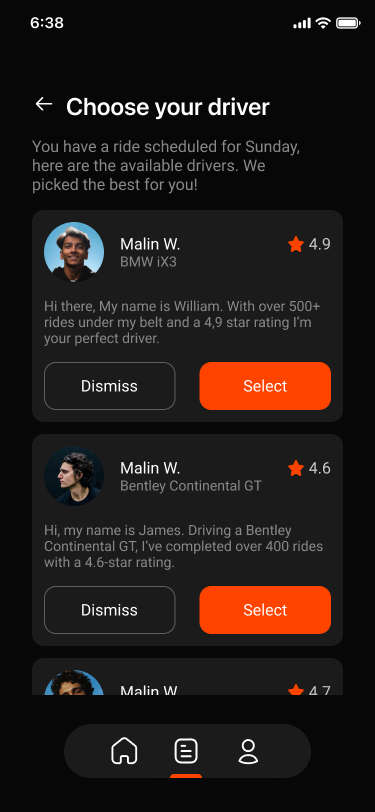 6:38
Choose your driver
You have a ride scheduled for Sunday,
here are the available drivers. We
picked the best for you!
Malin W.
4.9
BMW iX3
Hi there, My name is William. With over 500+
rides under my belt and a 4,9 star rating I’m
your perfect driver.
Dismiss
Select
Malin W.
4.6
Bentley Continental GT
Hi, my name is James. Driving a Bentley
Continental GT, I’ve completed over 400 rides
with a 4.6-star rating.
Dismiss
Select
Malin W.
4.7